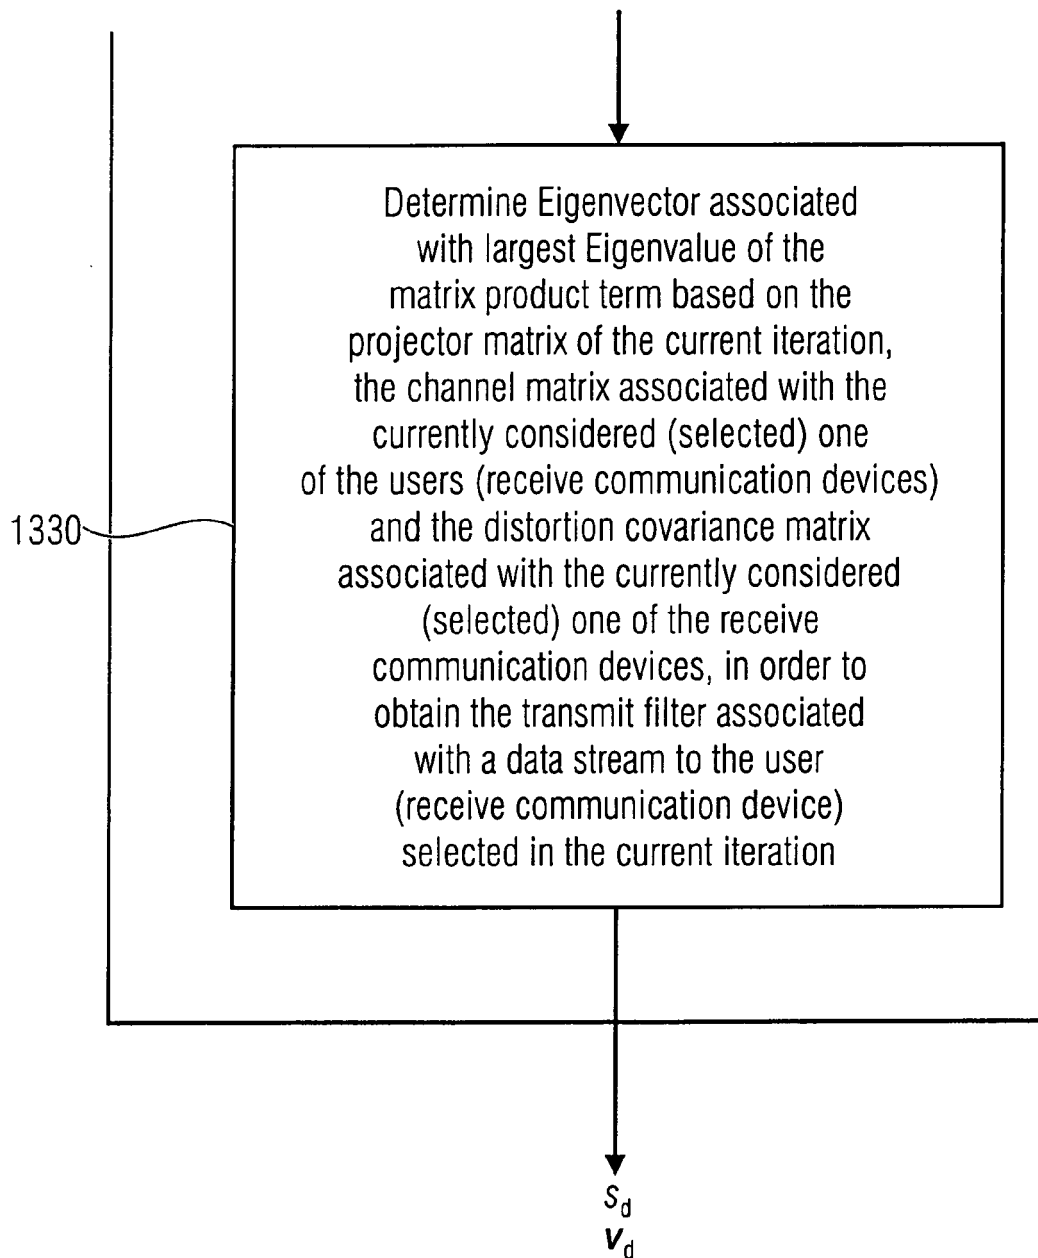 Determine Eigenvector associated
with largest Eigenvalue of the
matrix product term based on the
projector matrix of the current iteration,
the channel matrix associated with the
currently considered (selected) one
of the users (receive communication devices)
and the distortion covariance matrix
associated with the currently considered
(selected) one of the receive
communication devices, in order to
obtain the transmit filter associated
with a data stream to the user
(receive communication device)
selected in the current iteration
1330
s_d
v_d